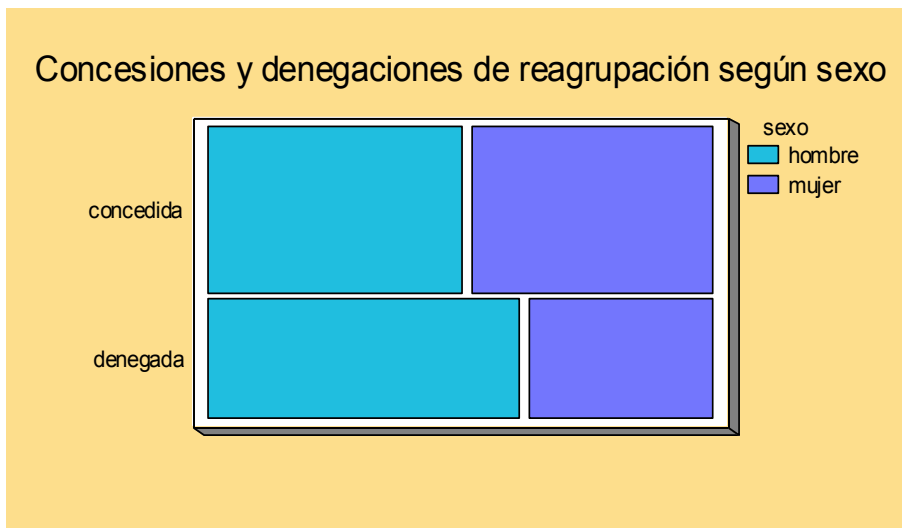 Concesiones y denegaciones de reagrupación según sexo
sexo
hombre
mujer
concedida
denegada